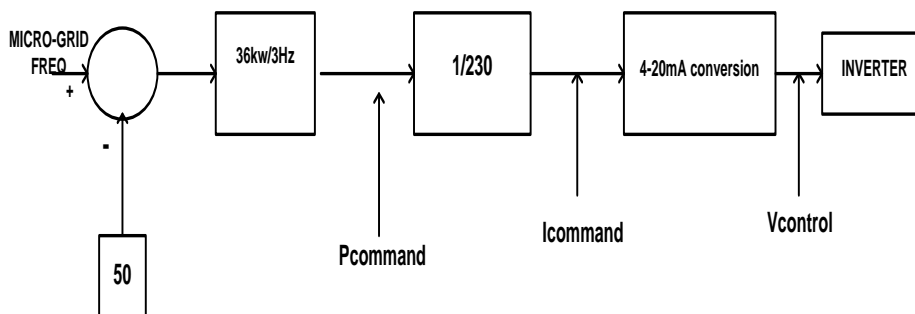 MICRO-GRID
FREQ
+
-
50
36kw/3Hz
Pcommand
1/230
Icommand
4-20mA conversion
Vcontrol
INVERTER